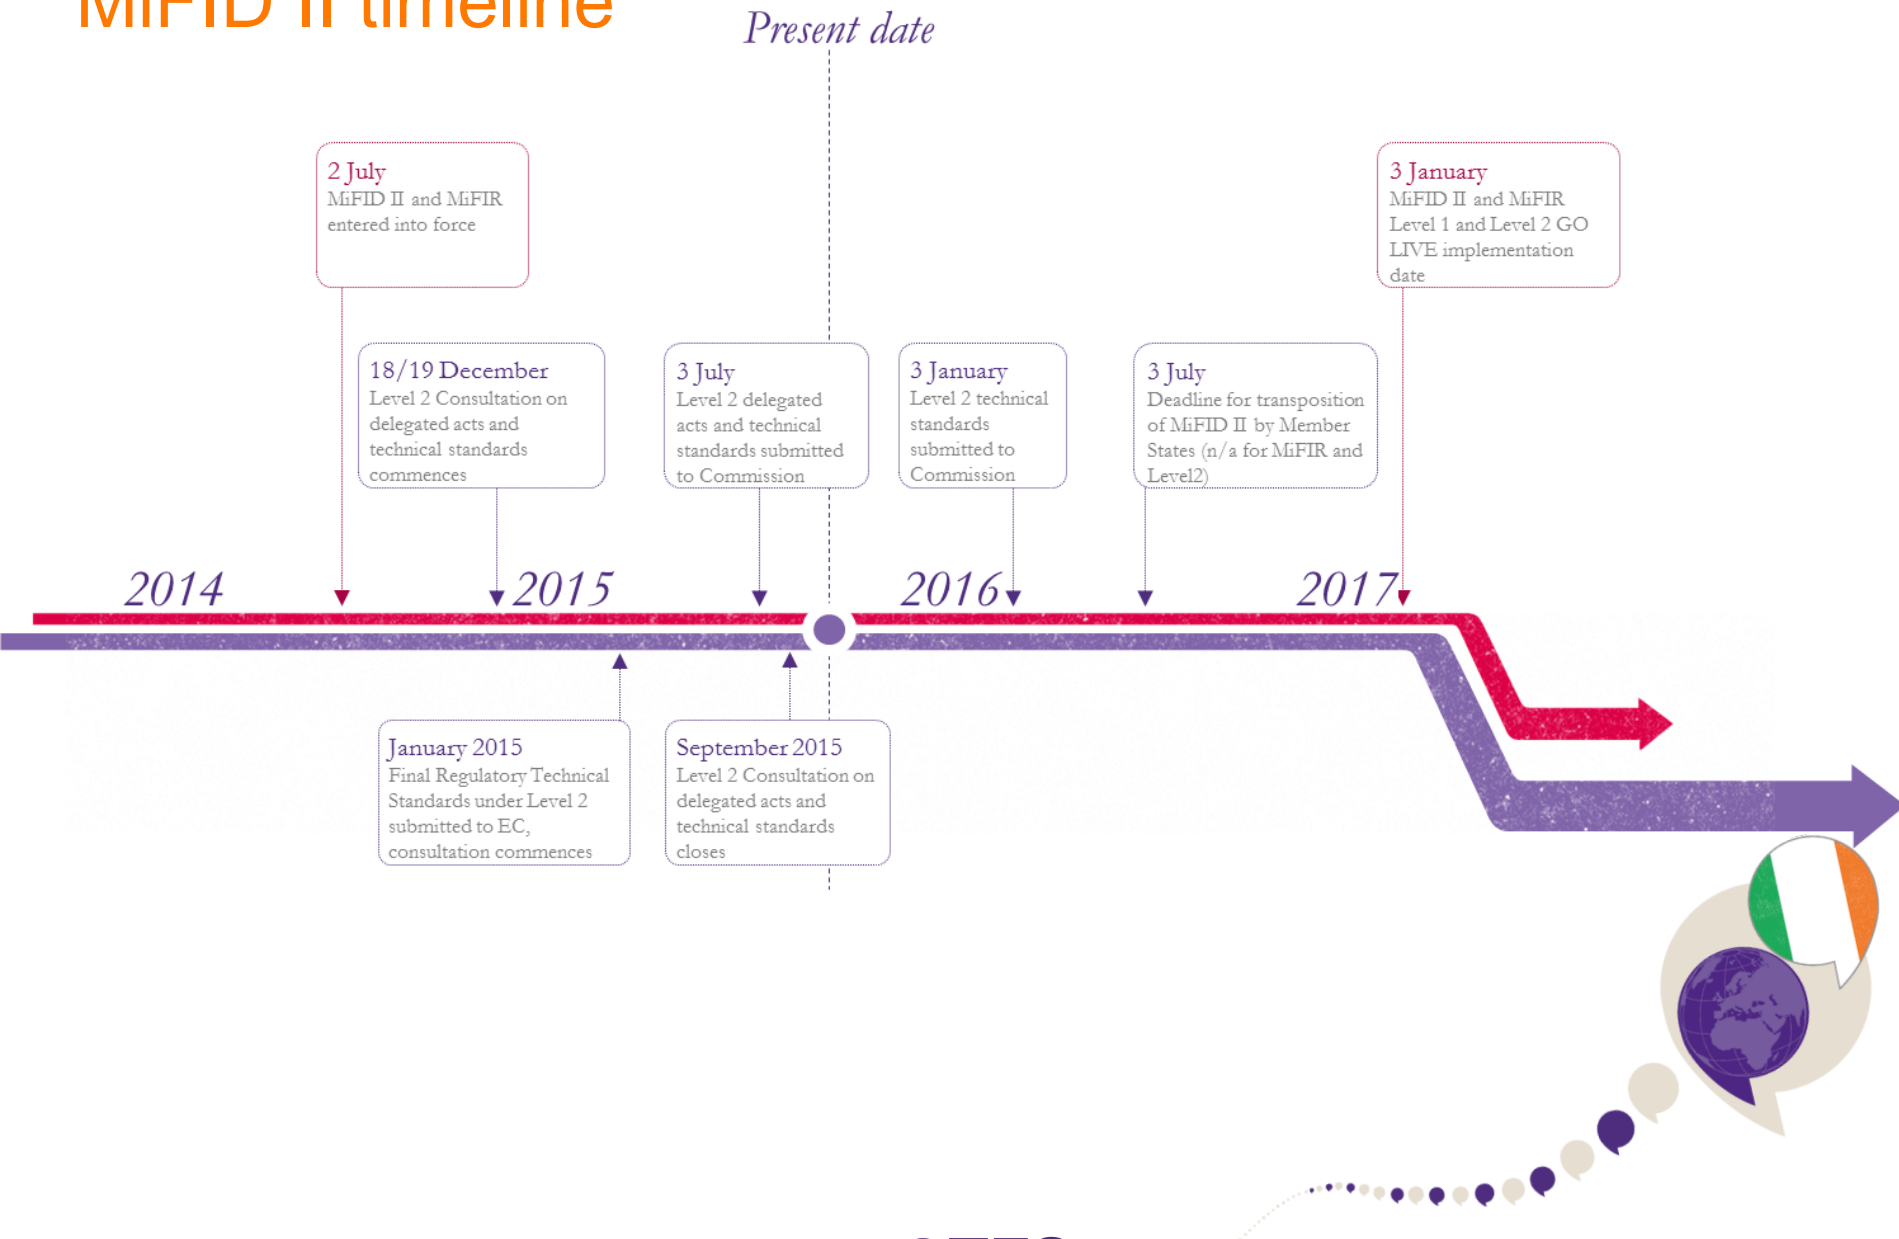 MiFID II timeline
Present date
2 July
MiFID II and MiFIR
entered into force
3 January
MiFID II and MiFIR
Level 1 and Level 2 GO
LIVE implementation
date
18/19 December
Level 2 Consultation on
delegated acts and
technical standards
commences
3 July
Level 2 delegated
acts and technical
standards submitted
to Commission
3 January
Level 2 technical
standards
submitted to
Commission
3 July
Deadline for transposition
of MiFID II by Member
States (n/a for MiFIR and
Level2)
2014
2015
2016
2017
January 2015
Final Regulatory Technical
Standards under Level 2
submitted to EC,
consultation commences
September 2015
Level 2 Consultation on
delegated acts and
technical standards
closes